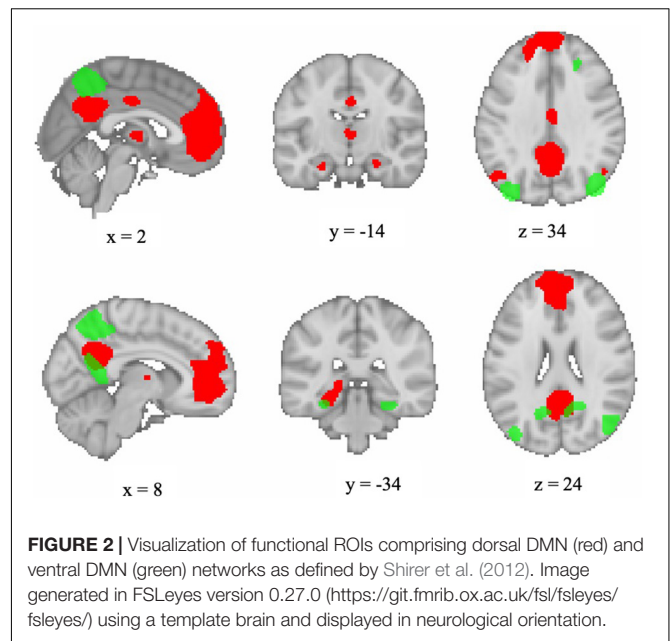 x = 2
y = -14
z = 34
x = 8
y = -34
z = 24
FIGURE 2 | Visualization of functional ROIs comprising dorsal DMN (red) and
ventral DMN (green) networks as defined by Shirer et al. (2012). Image
generated in FSLeyes version 0.27.0 (https://git.fmrib.ox.ac.uk/fsl/fsleyes/
fsleyes/) using a template brain and displayed in neurological orientation.